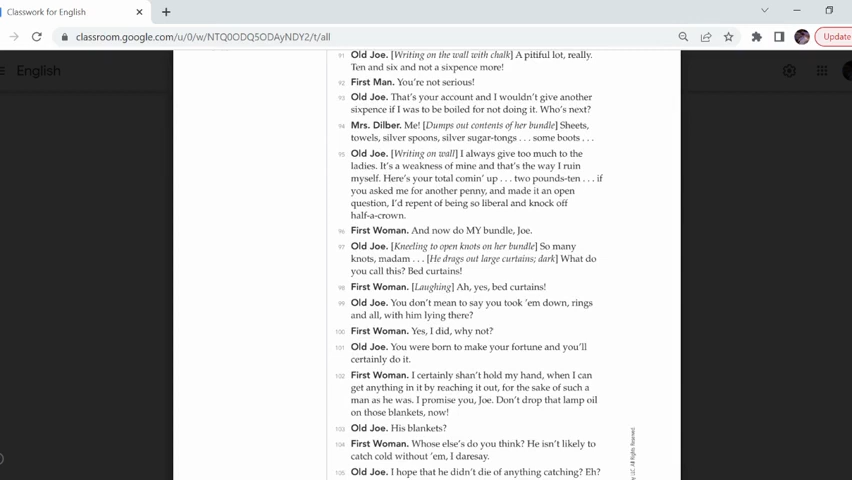 Classwork for English
classroom.google.com/u/0/w/NTQ0ODQ5ODAyNDY2/t/all
Update
English
91 Old Joe. [Writing on the wall with chalk] A pitiful lot, really.
Ten and six and not a sixpence more!
92 First Man. You're not serious!
93 Old Joe. That's your account and I wouldn't give another
sixpence if I was to be boiled for not doing it. Who's next?
94 Mrs. Dilber. Me! [Dumps out contents of her bundle] Sheets,
towels, silver spoons, silver sugar-tongs . . . some boots . . .
95 Old Joe. [Writing on wall] I always give too much to the
ladies. It's a weakness of mine and that's the way I ruin
myself. Here's your total comin' up . . . two pounds-ten . . . if
you asked me for another penny, and made it an open
question, I'd repent of being so liberal and knock off
half-a-crown.
96 First Woman. And now do MY bundle, Joe.
97 Old Joe. [Kneeling to open knots on her bundle] So many
knots, madam . . . [He drags out large curtains; dark] What do
you call this? Bed curtains!
98 First Woman. [Laughing] Ah, yes, bed curtains!
99 Old Joe. You don't mean to say you took 'em down, rings
and all, with him lying there?
100 First Woman. Yes, I did, why not?
101 Old Joe. You were born to make your fortune and you'll
certainly do it.
102 First Woman. I certainly shan't hold my hand, when I can
get anything in it by reaching it out, for the sake of such a
man as he was. I promise you, Joe. Don't drop that lamp oil
on those blankets, now!
103 Old Joe. His blankets?
104 First Woman. Whose else's do you think? He isn't likely to
catch cold without 'em, I daresay.
105 Old Joe. I hope that he didn't die of anything catching? Eh?
All Rights Reserved.